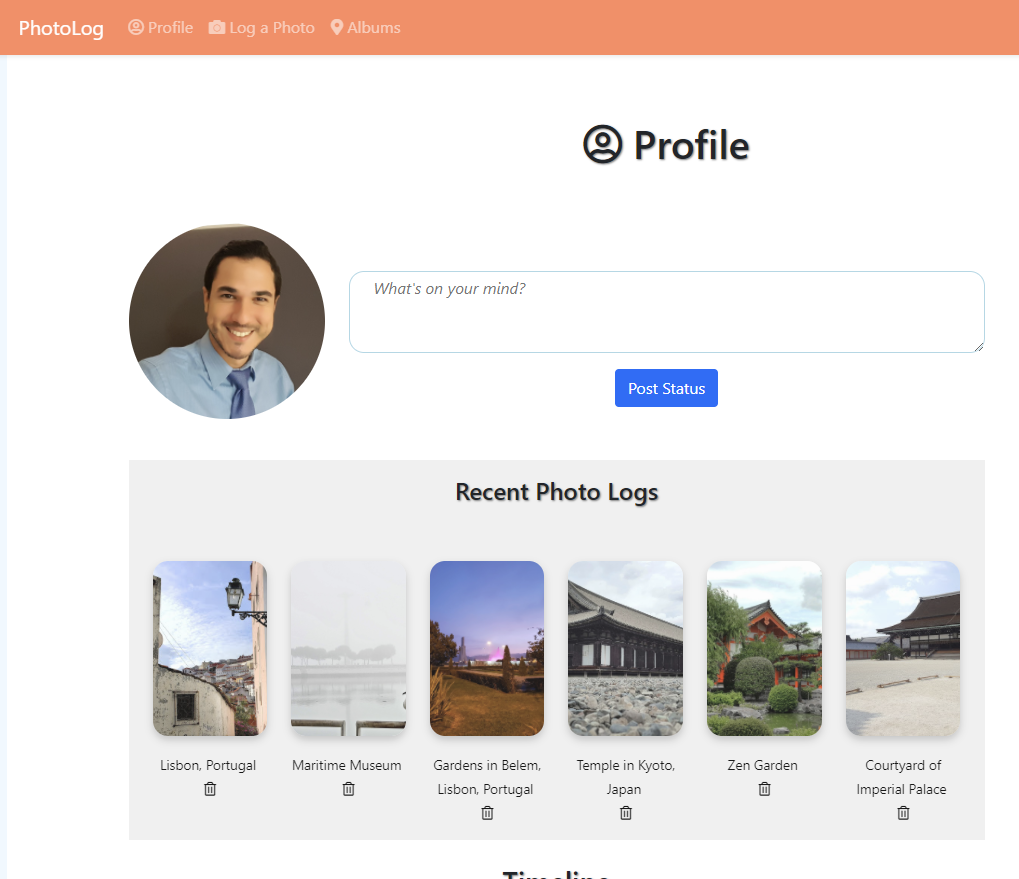 PhotoLog Profile Log a Photo Albums
Profile
What's on your mind?
Post Status
Recent Photo Logs
Lisbon, Portugal
Maritime Museum
Gardens in Belem,
Lisbon, Portugal
Temple in Kyoto,
Japan
Zen Garden
Courtyard of
Imperial Palace
Timeline